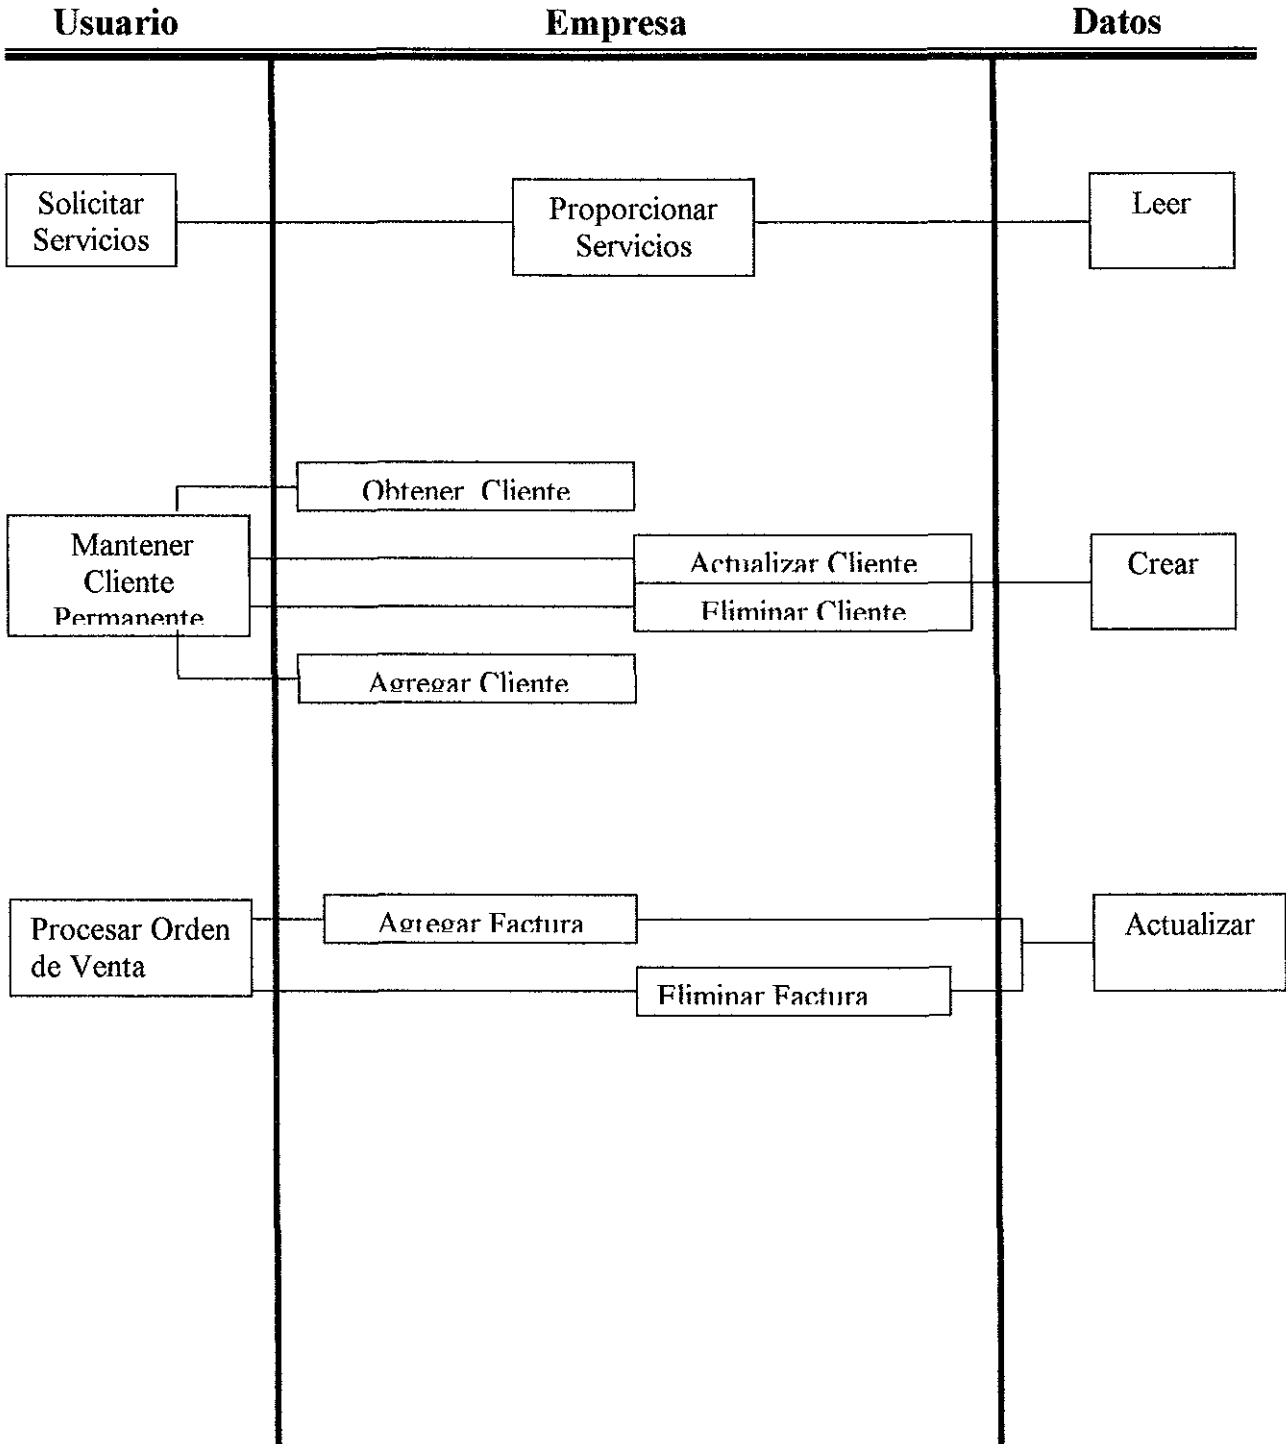 Usuario Empresa Datos
Solicitar
Servicios
Proporcionar
Servicios
Leer
Obtener Cliente
Mantener
Cliente
Permanente
Actualizar Cliente
Eliminar Cliente
Crear
Agregar Cliente
Procesar Orden
de Venta
Agregar Factura
Eliminar Factura
Actualizar